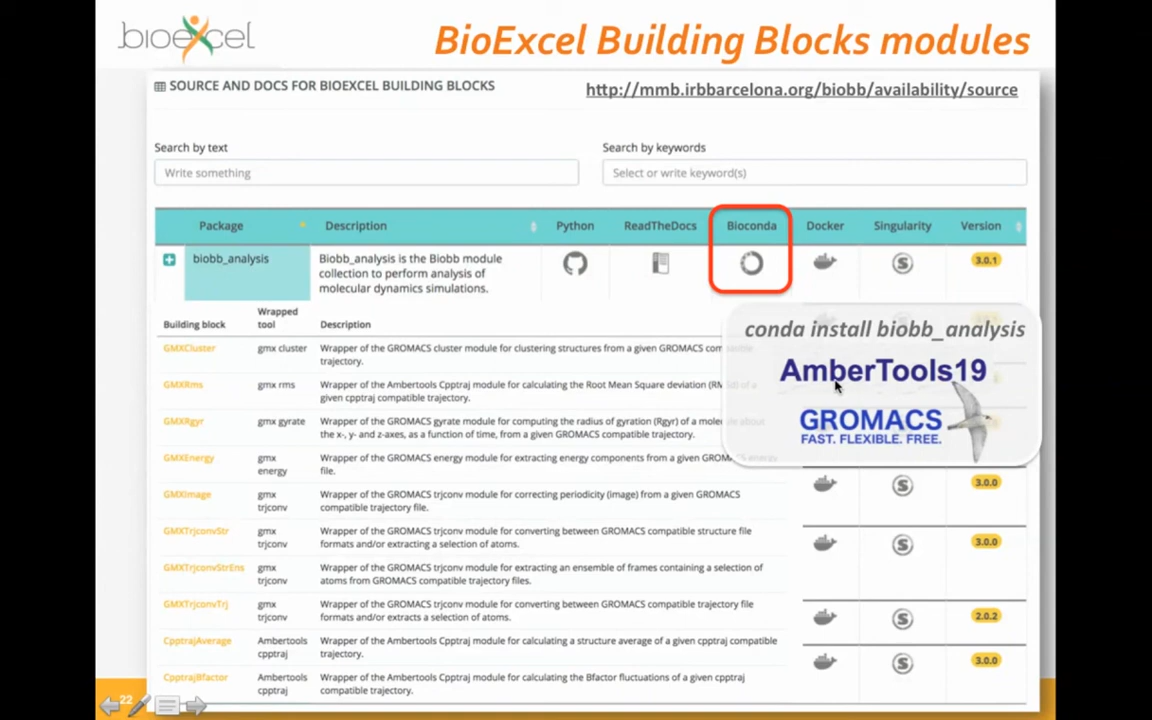 bioexcel
BioExcel Building Blocks modules
SOURCE AND DOCS FOR BIOEXCEL BUILDING BLOCKS
http://mmb.irbbarcelona.org/biobb/availability/source
Search by text
Search by keywords
Write something
Select or write keyword(s)
Package Description Python ReadTheDocs Bioconda Docker Singularity Version
biobb_analysis
Biobb_analysis is the Biobb module
collection to perform analysis of
molecular dynamics simulations.
3.0.1
Building block
Wrapped
tool
Description
conda install biobb_analysis
AmberTools19
GROMACS
FAST. FLEXIBLE. FREE.
GMXCluster
gmx cluster
Wrapper of the GROMACS cluster module for clustering structures from a given GROMACS com
trajectory.
GMXRms
gmx rms
Wrapper of the Ambertools Cpptraj module for calculating the Root Mean Square deviation (RM of a
given cpptraj compatible trajectory.
GMXRgyr
gmx gyrate
Wrapper of the GROMACS gyrate module for computing the radius of gyration (Rgyr) of a mole about
the x-, y- and z-axes, as a function of time, from a given GROMACS compatible trajectory.
GMXEnergy
gmx
energy
Wrapper of the GROMACS energy module for extracting energy components from a given GROM compatible energy
file.
GMXImage
gmx
trjconv
Wrapper of the GROMACS trjconv module for correcting periodicity (image) from a given GROMACS
compatible trajectory file.
3.0.0
GMXTrjconvStr
gmx
trjconv
Wrapper of the GROMACS trjconv module for converting between GROMACS compatible structure file
formats and/or extracting a selection of atoms.
3.0.0
GMXTrjconvStrEns
gmx
trjconv
Wrapper of the GROMACS trjconv module for extracting an ensemble of frames containing a selection of
atoms from GROMACS compatible trajectory files.
GMXTrjconvTrj
gmx
trjconv
Wrapper of the GROMACS trjconv module for converting between GROMACS compatible trajectory file
formats and/or extracts a selection of atoms.
2.0.2
CpptrajAverage
Ambertools
cpptraj
Wrapper of the Ambertools Cpptraj module for calculating a structure average of a given cpptraj compatible
trajectory.
3.0.0
CpptrajBfactor
Ambertools
cpptraj
Wrapper of the Ambertools Cpptraj module for calculating the Bfactor fluctuations of a given cpptraj
compatible trajectory.
22